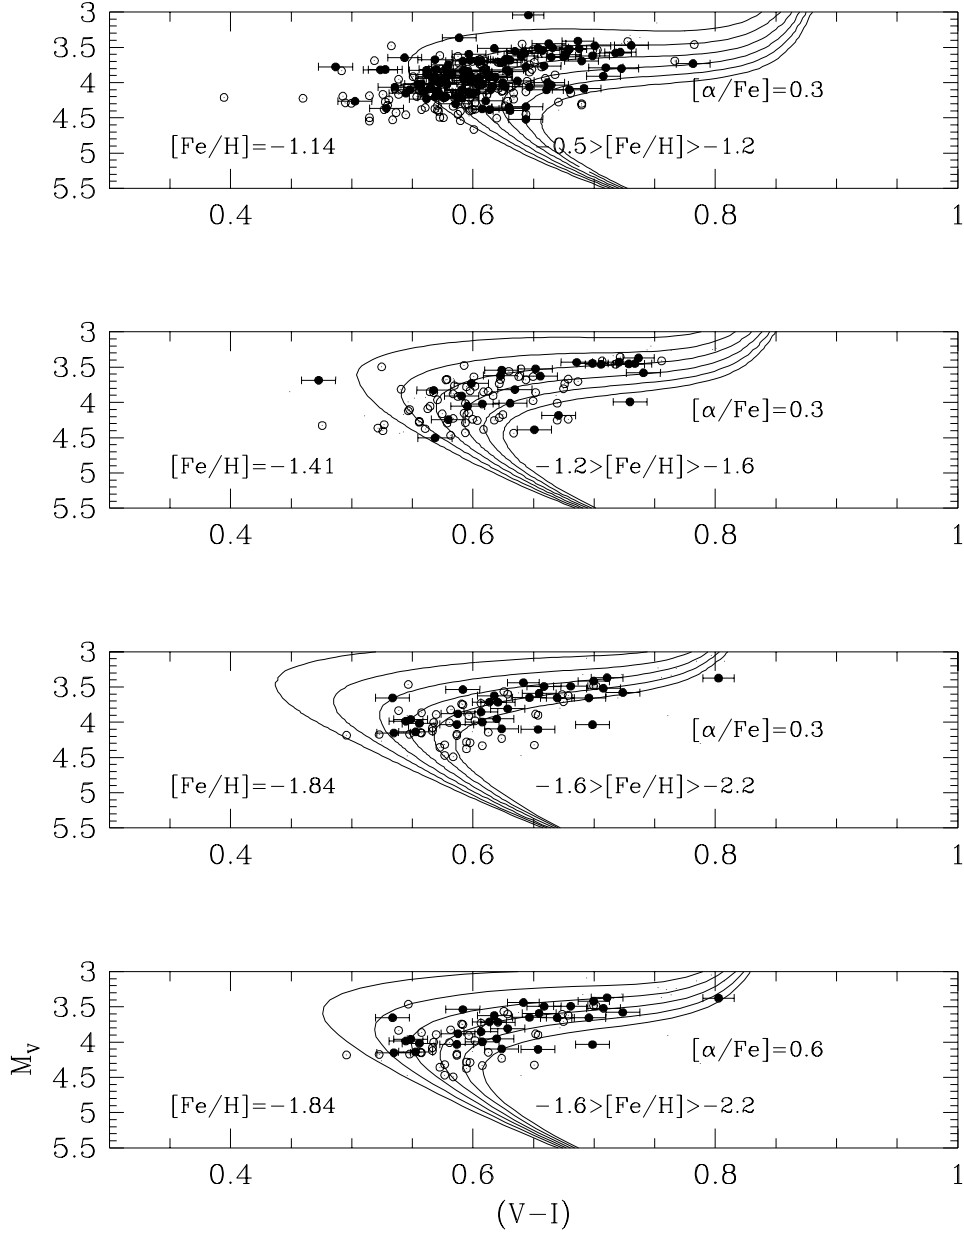 3
3.5
4
4.5
5
5.5
[α/Fe]=0.3
[Fe/H]=−1.14
−0.5>[Fe/H]>−1.2
0.4
0.6
0.8
1
3
3.5
4
4.5
5
5.5
[α/Fe]=0.3
[Fe/H]=−1.41
−1.2>[Fe/H]>−1.6
0.4
0.6
0.8
1
3
3.5
4
4.5
5
5.5
[α/Fe]=0.3
[Fe/H]=−1.84
−1.6>[Fe/H]>−2.2
0.4
0.6
0.8
1
3
3.5
4
4.5
5
5.5
M_V
[α/Fe]=0.6
[Fe/H]=−1.84
−1.6>[Fe/H]>−2.2
0.4
0.6
0.8
1
(V−I)